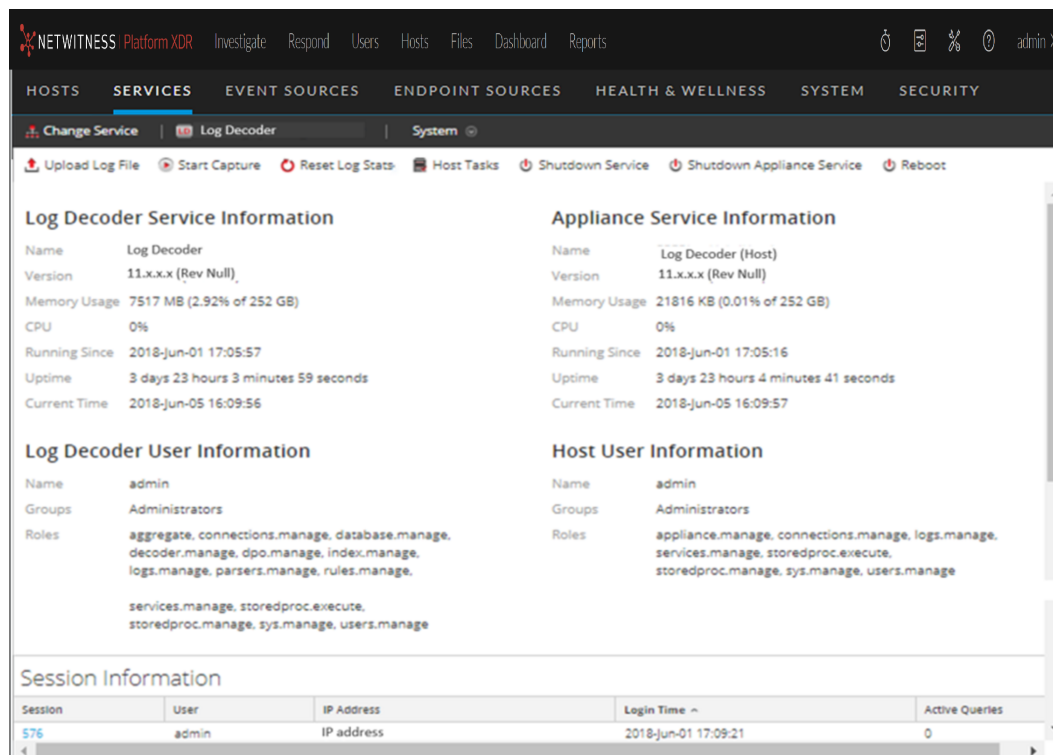 NETWITNESS Platform XDR Investigate Respond Users Hosts Files Dashboard Reports admin
HOSTS SERVICES EVENT SOURCES ENDPOINT SOURCES HEALTH & WELLNESS SYSTEM SECURITY
Change Service | LD Log Decoder | System
Upload Log File Start Capture Reset Log Stats Host Tasks Shutdown Service Shutdown Appliance Service Reboot
Log Decoder Service Information Appliance Service Information
Name Log Decoder Name Log Decoder (Host)
Version 11.x.x.x (Rev Null) Version 11.x.x.x (Rev Null)
Memory Usage 7517 MB (2.92% of 252 GB) Memory Usage 21816 KB (0.01% of 252 GB)
CPU 0% CPU 0%
Running Since 2018-Jun-01 17:05:57 Running Since 2018-Jun-01 17:05:16
Uptime 3 days 23 hours 3 minutes 59 seconds Uptime 3 days 23 hours 4 minutes 41 seconds
Current Time 2018-Jun-05 16:09:56 Current Time 2018-Jun-05 16:09:57
Log Decoder User Information Host User Information
Name admin Name admin
Groups Administrators Groups Administrators
Roles aggregate, connections.manage, database.manage, Roles appliance.manage, connections.manage, logs.manage,
decoder.manage, dpo.manage, index.manage, services.manage, storedproc.execute,
logs.manage, parsers.manage, rules.manage, storedproc.manage, sys.manage, users.manage
services.manage, storedproc.execute,
storedproc.manage, sys.manage, users.manage
Session Information
Session User IP Address Login Time Active Queries
576 admin IP address 2018-Jun-01 17:09:21 0